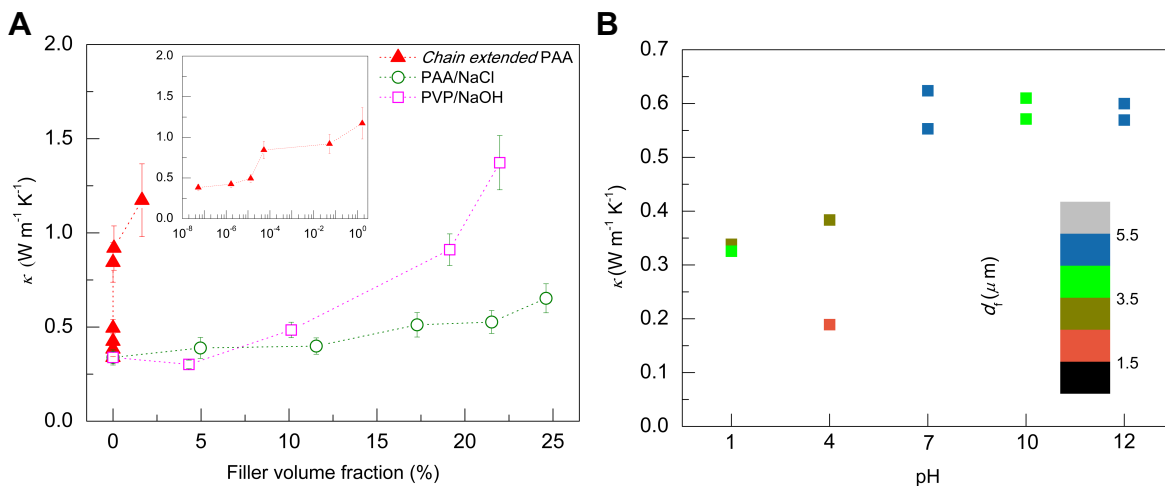 A
2.0
1.5
1.0
0.5
0.0
κ (W m⁻¹ K⁻¹)
0 5 10 15 20 25
Filler volume fraction (%)
2.0
1.5
1.0
0.5
0.0
10⁻⁸ 10⁻⁶ 10⁻⁴ 10⁻² 10⁰
Chain extended PAA
PAA/NaCl
PVP/NaOH
B
0.7
0.6
0.5
0.4
0.3
0.2
0.1
0.0
κ (W m⁻¹ K⁻¹)
1 4 7 10 12
pH
d_f (μm)
5.5
3.5
1.5